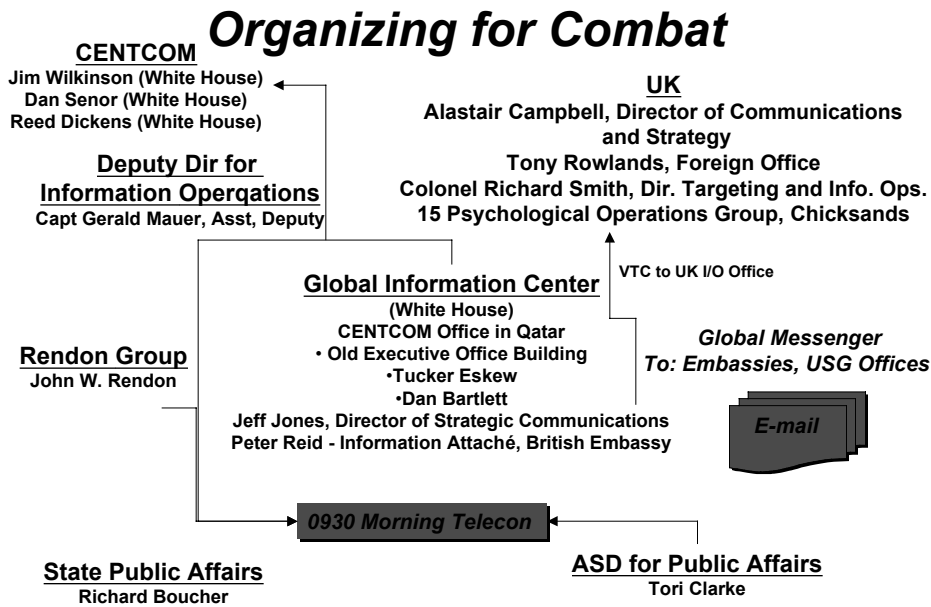 Organizing for Combat
CENTCOM
Jim Wilkinson (White House)
Dan Senor (White House)
Reed Dickens (White House)
Deputy Dir for
Information Operqations
Capt Gerald Mauer, Asst, Deputy
UK
Alastair Campbell, Director of Communications
and Strategy
Tony Rowlands, Foreign Office
Colonel Richard Smith, Dir. Targeting and Info. Ops.
15 Psychological Operations Group, Chicksands
VTC to UK I/O Office
Global Information Center
(White House)
CENTCOM Office in Qatar
• Old Executive Office Building
•Tucker Eskew
•Dan Bartlett
Jeff Jones, Director of Strategic Communications
Peter Reid - Information Attaché, British Embassy
Rendon Group
John W. Rendon
Global Messenger
To: Embassies, USG Offices
E-mail
0930 Morning Telecon
State Public Affairs
Richard Boucher
ASD for Public Affairs
Tori Clarke